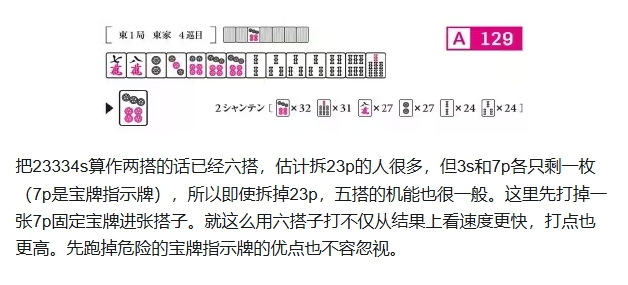 [ 東1局 東家 4巡目 ]
A 129
七萬 八萬
2シャンテン [ ×32 ×31 ×27 ×27 ×24 ×24 ]
把23334s算作两搭的话已经六搭，估计拆23p的人很多，但3s和7p各只剩一枚
（7p是宝牌指示牌），所以即使拆掉23p，五搭的机能也很一般。这里先打掉一
张7p固定宝牌进张搭子。就这么用六搭子打不仅从结果上看速度更快，打点也
更高。先跑掉危险的宝牌指示牌的优点也不容忽视。